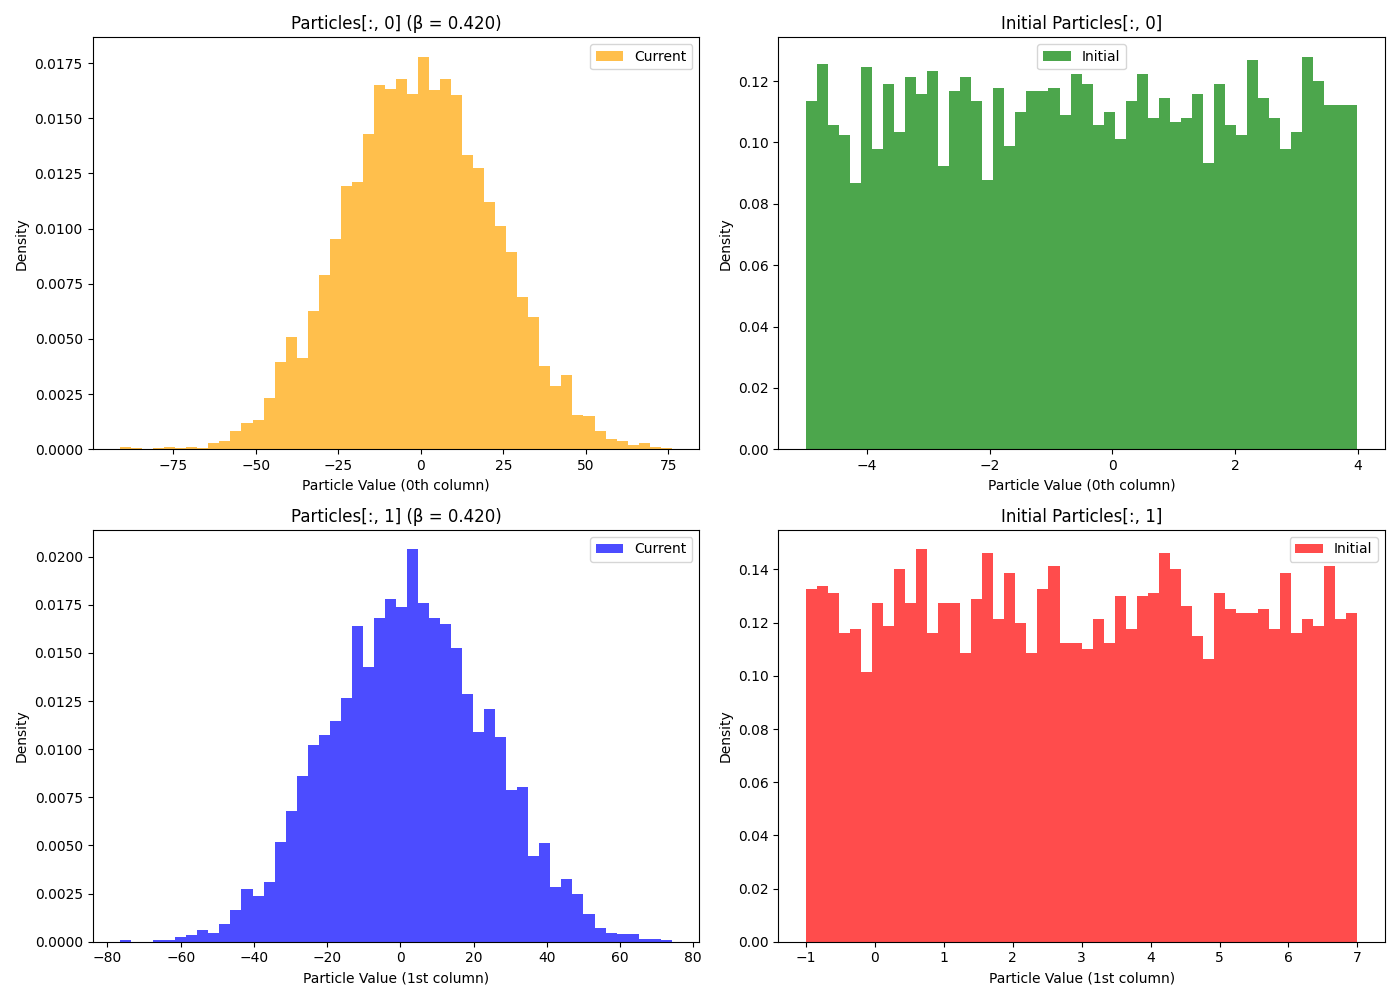 Particles[:, 0] (β = 0.420)
Current
0.0175
0.0150
0.0125
0.0100
0.0075
0.0050
0.0025
0.0000
Density
−75 −50 −25 0 25 50 75
Particle Value (0th column)
Initial Particles[:, 0]
Initial
0.12
0.10
0.08
0.06
0.04
0.02
0.00
Density
−4 −2 0 2 4
Particle Value (0th column)
Particles[:, 1] (β = 0.420)
Current
0.0200
0.0175
0.0150
0.0125
0.0100
0.0075
0.0050
0.0025
0.0000
Density
−80 −60 −40 −20 0 20 40 60 80
Particle Value (1st column)
Initial Particles[:, 1]
Initial
0.14
0.12
0.10
0.08
0.06
0.04
0.02
0.00
Density
−1 0 1 2 3 4 5 6 7
Particle Value (1st column)